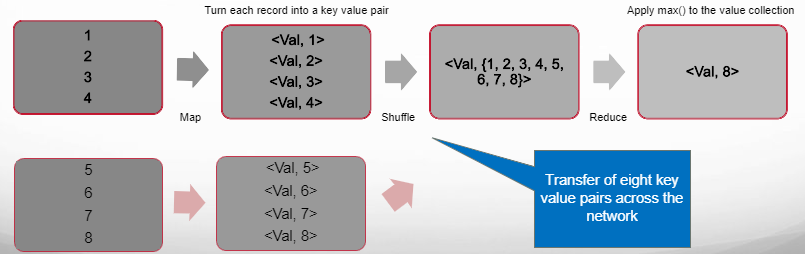 Turn each record into a key value pair
Apply max() to the value collection
1
2
3
4
Map
<Val, 1>
<Val, 2>
<Val, 3>
<Val, 4>
Shuffle
<Val, {1, 2, 3, 4, 5,
6, 7, 8}>
Reduce
<Val, 8>
5
6
7
8
<Val, 5>
<Val, 6>
<Val, 7>
<Val, 8>
Transfer of eight key
value pairs across the
network